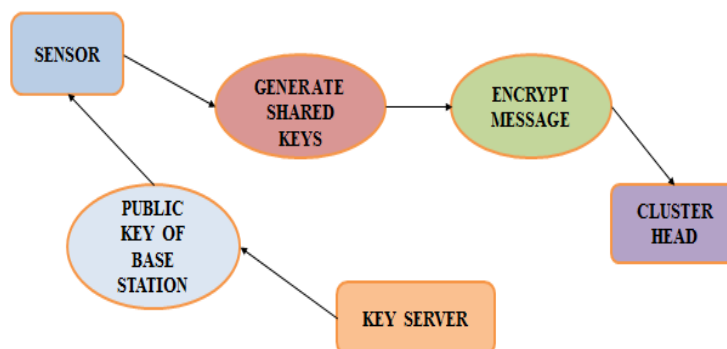 SENSOR
GENERATE
SHARED
KEYS
ENCRYPT
MESSAGE
PUBLIC
KEY OF
BASE
STATION
CLUSTER
HEAD
KEY SERVER